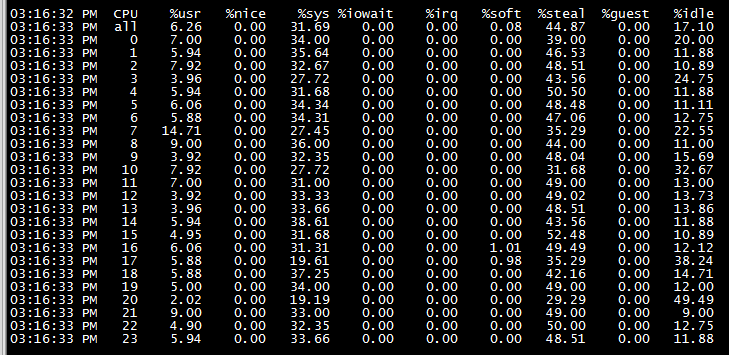 03:16:32 PM CPU %usr %nice %sys %iowait %irq %soft %steal %guest %idle
03:16:33 PM all 6.26 0.00 31.69 0.00 0.00 0.08 44.87 0.00 17.10
03:16:33 PM 0 7.00 0.00 34.00 0.00 0.00 0.00 39.00 0.00 20.00
03:16:33 PM 1 5.94 0.00 35.64 0.00 0.00 0.00 46.53 0.00 11.88
03:16:33 PM 2 7.92 0.00 32.67 0.00 0.00 0.00 48.51 0.00 10.89
03:16:33 PM 3 3.96 0.00 27.72 0.00 0.00 0.00 43.56 0.00 24.75
03:16:33 PM 4 5.94 0.00 31.68 0.00 0.00 0.00 50.50 0.00 11.88
03:16:33 PM 5 6.06 0.00 34.34 0.00 0.00 0.00 48.48 0.00 11.11
03:16:33 PM 6 5.88 0.00 34.31 0.00 0.00 0.00 47.06 0.00 12.75
03:16:33 PM 7 14.71 0.00 27.45 0.00 0.00 0.00 35.29 0.00 22.55
03:16:33 PM 8 9.00 0.00 36.00 0.00 0.00 0.00 44.00 0.00 11.00
03:16:33 PM 9 3.92 0.00 32.35 0.00 0.00 0.00 48.04 0.00 15.69
03:16:33 PM 10 7.92 0.00 27.72 0.00 0.00 0.00 31.68 0.00 32.67
03:16:33 PM 11 7.00 0.00 31.00 0.00 0.00 0.00 49.00 0.00 13.00
03:16:33 PM 12 3.92 0.00 33.33 0.00 0.00 0.00 49.02 0.00 13.73
03:16:33 PM 13 3.96 0.00 33.66 0.00 0.00 0.00 48.51 0.00 13.86
03:16:33 PM 14 5.94 0.00 38.61 0.00 0.00 0.00 43.56 0.00 11.88
03:16:33 PM 15 4.95 0.00 31.68 0.00 0.00 0.00 52.48 0.00 10.89
03:16:33 PM 16 6.06 0.00 31.31 0.00 0.00 1.01 49.49 0.00 12.12
03:16:33 PM 17 5.88 0.00 19.61 0.00 0.00 0.98 35.29 0.00 38.24
03:16:33 PM 18 5.88 0.00 37.25 0.00 0.00 0.00 42.16 0.00 14.71
03:16:33 PM 19 5.00 0.00 34.00 0.00 0.00 0.00 49.00 0.00 12.00
03:16:33 PM 20 2.02 0.00 19.19 0.00 0.00 0.00 29.29 0.00 49.49
03:16:33 PM 21 9.00 0.00 33.00 0.00 0.00 0.00 49.00 0.00 9.00
03:16:33 PM 22 4.90 0.00 32.35 0.00 0.00 0.00 50.00 0.00 12.75
03:16:33 PM 23 5.94 0.00 33.66 0.00 0.00 0.00 48.51 0.00 11.88